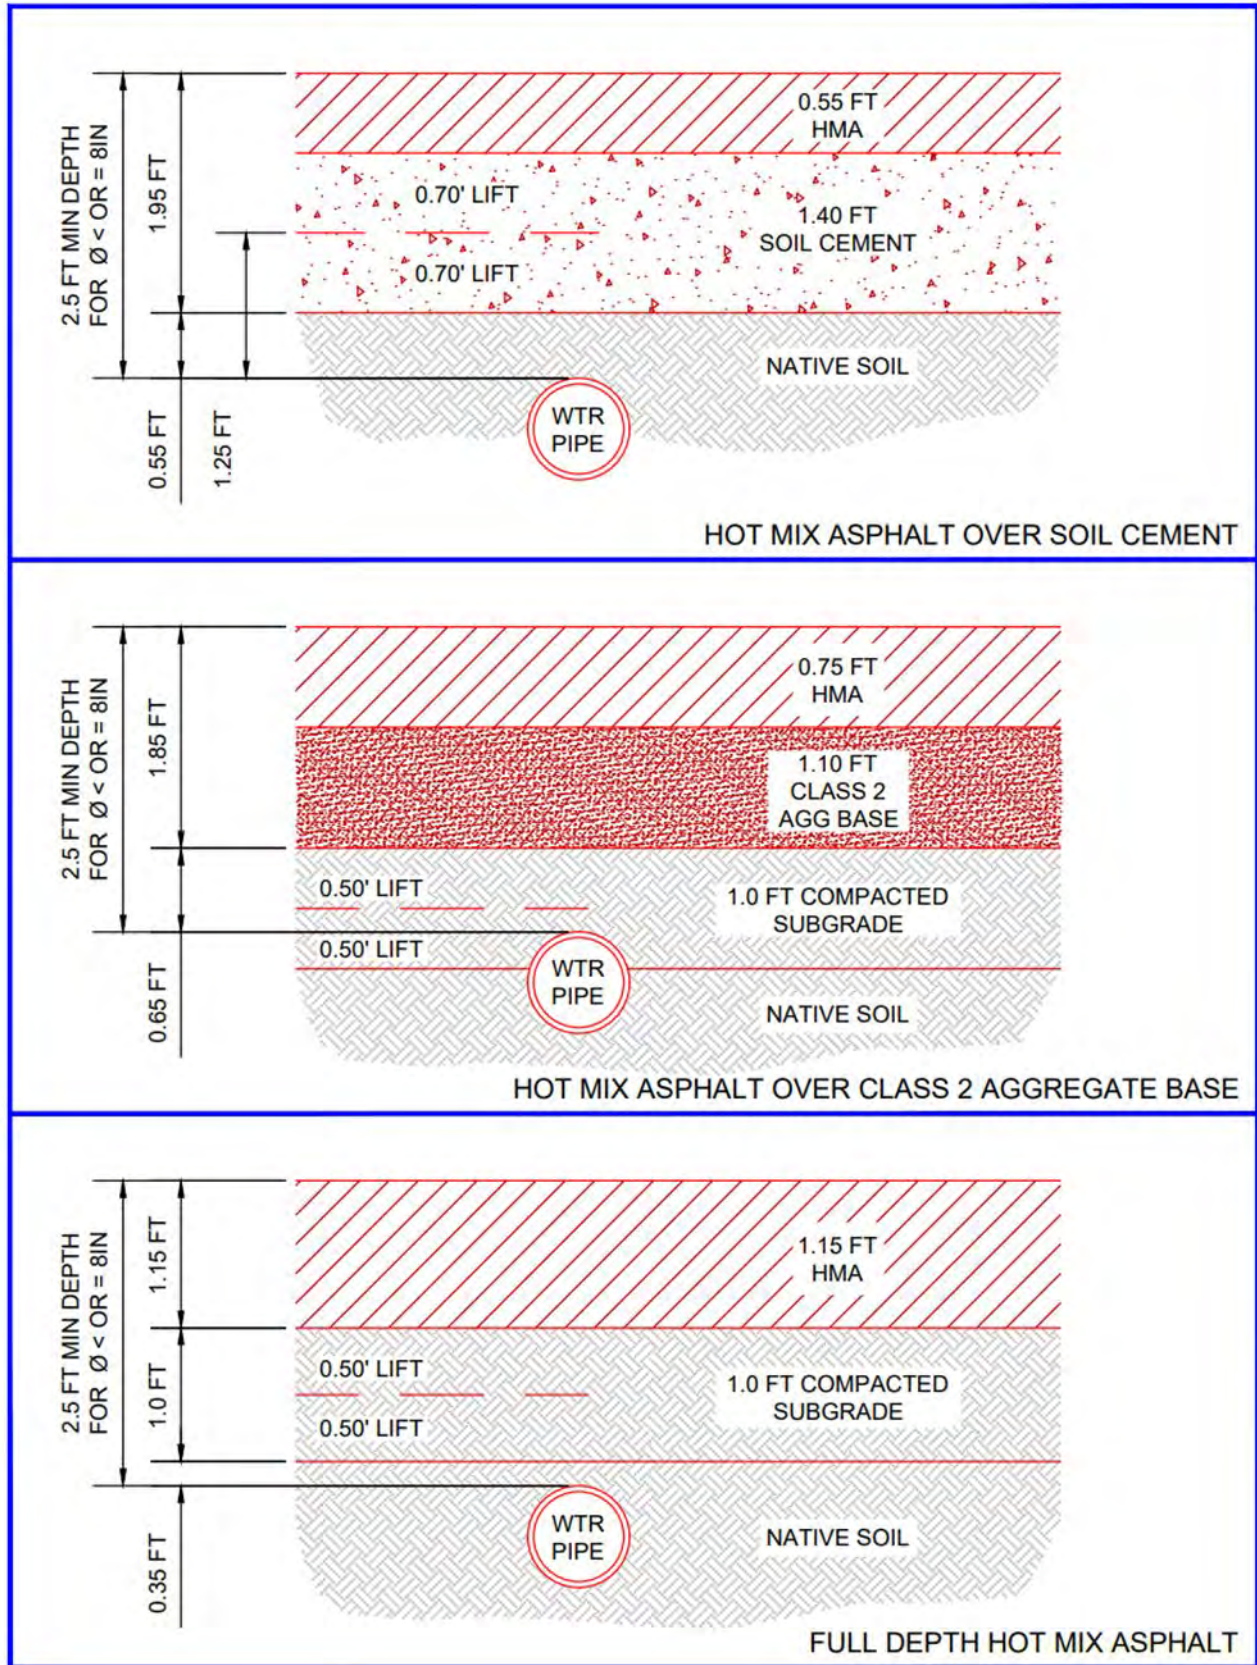 2.5 FT MIN DEPTH
FOR Ø < OR = 8IN
1.95 FT
0.55 FT
1.25 FT
0.55 FT
HMA
0.70' LIFT
1.40 FT
SOIL CEMENT
0.70' LIFT
NATIVE SOIL
WTR
PIPE
HOT MIX ASPHALT OVER SOIL CEMENT
2.5 FT MIN DEPTH
FOR Ø < OR = 8IN
1.85 FT
0.65 FT
0.75 FT
HMA
1.10 FT
CLASS 2
AGG BASE
0.50' LIFT
1.0 FT COMPACTED
SUBGRADE
0.50' LIFT
WTR
PIPE
NATIVE SOIL
HOT MIX ASPHALT OVER CLASS 2 AGGREGATE BASE
2.5 FT MIN DEPTH
FOR Ø < OR = 8IN
1.15 FT
1.0 FT
0.35 FT
1.15 FT
HMA
0.50' LIFT
1.0 FT COMPACTED
SUBGRADE
0.50' LIFT
WTR
PIPE
NATIVE SOIL
FULL DEPTH HOT MIX ASPHALT